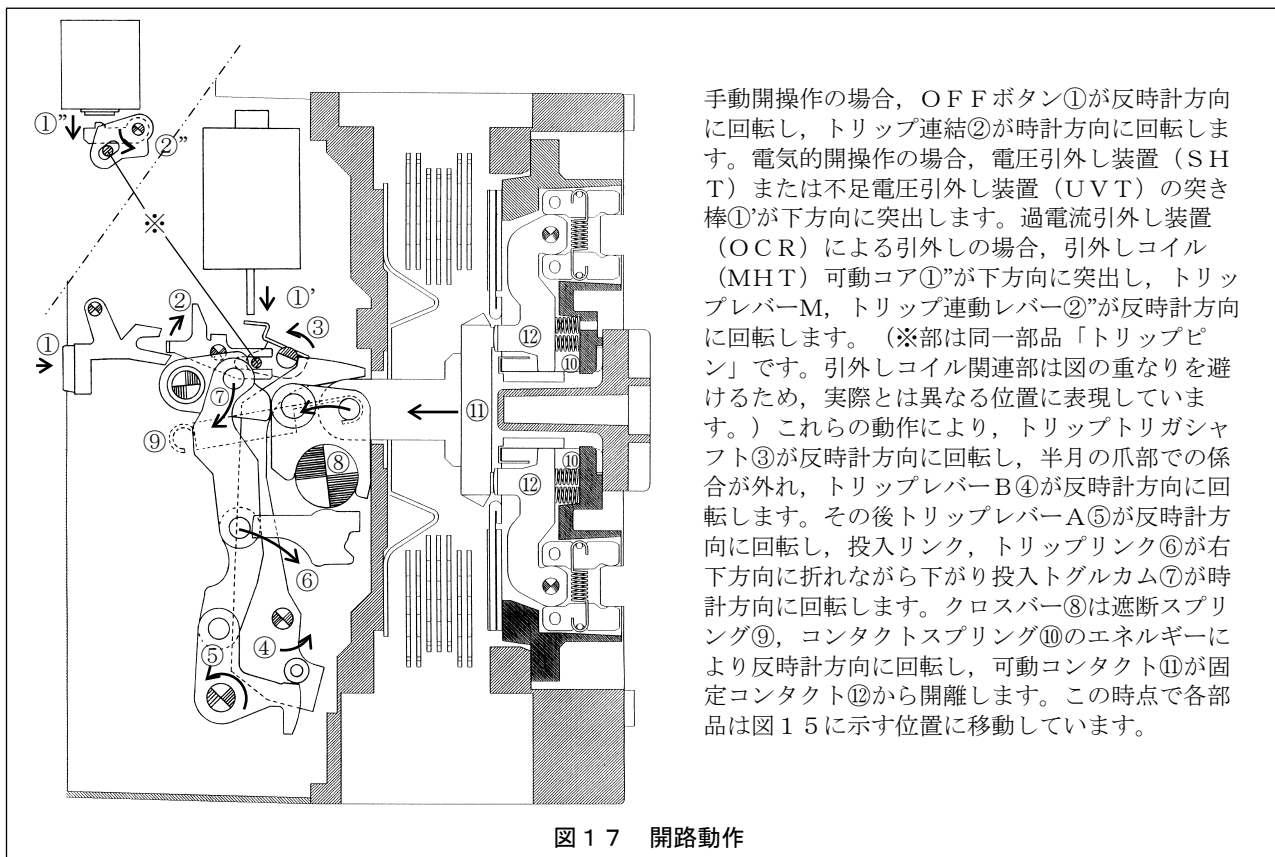 ①”
②”
※
①’
②
③
①
⑦
⑨
⑧
⑪
⑫
⑩
⑩
⑫
⑥
④
⑤
手動開操作の場合，ＯＦＦボタン①が反時計方向
に回転し，トリップ連結②が時計方向に回転しま
す。電気的開操作の場合，電圧引外し装置（ＳＨ
Ｔ）または不足電圧引外し装置（ＵＶＴ）の突き
棒①’が下方向に突出します。過電流引外し装置
（ＯＣＲ）による引外しの場合，引外しコイル
（ＭＨＴ）可動コア①”が下方向に突出し，トリッ
プレバーＭ，トリップ連動レバー②”が反時計方向
に回転します。（※部は同一部品「トリップピ
ン」です。引外しコイル関連部は図の重なりを避
けるため，実際とは異なる位置に表現していま
す。）これらの動作により，トリップトリガシャ
フト③が反時計方向に回転し，半月の爪部での係
合が外れ，トリップレバーＢ④が反時計方向に回
転します。その後トリップレバーＡ⑤が反時計方
向に回転し，投入リンク，トリップリンク⑥が右
下方向に折れながら下がり投入トグルカム⑦が時
計方向に回転します。クロスバー⑧は遮断スプリ
ング⑨，コンタクトスプリング⑩のエネルギーに
より反時計方向に回転し，可動コンタクト⑪が固
定コンタクト⑫から開離します。この時点で各部
品は図１５に示す位置に移動しています。
図１７　開路動作